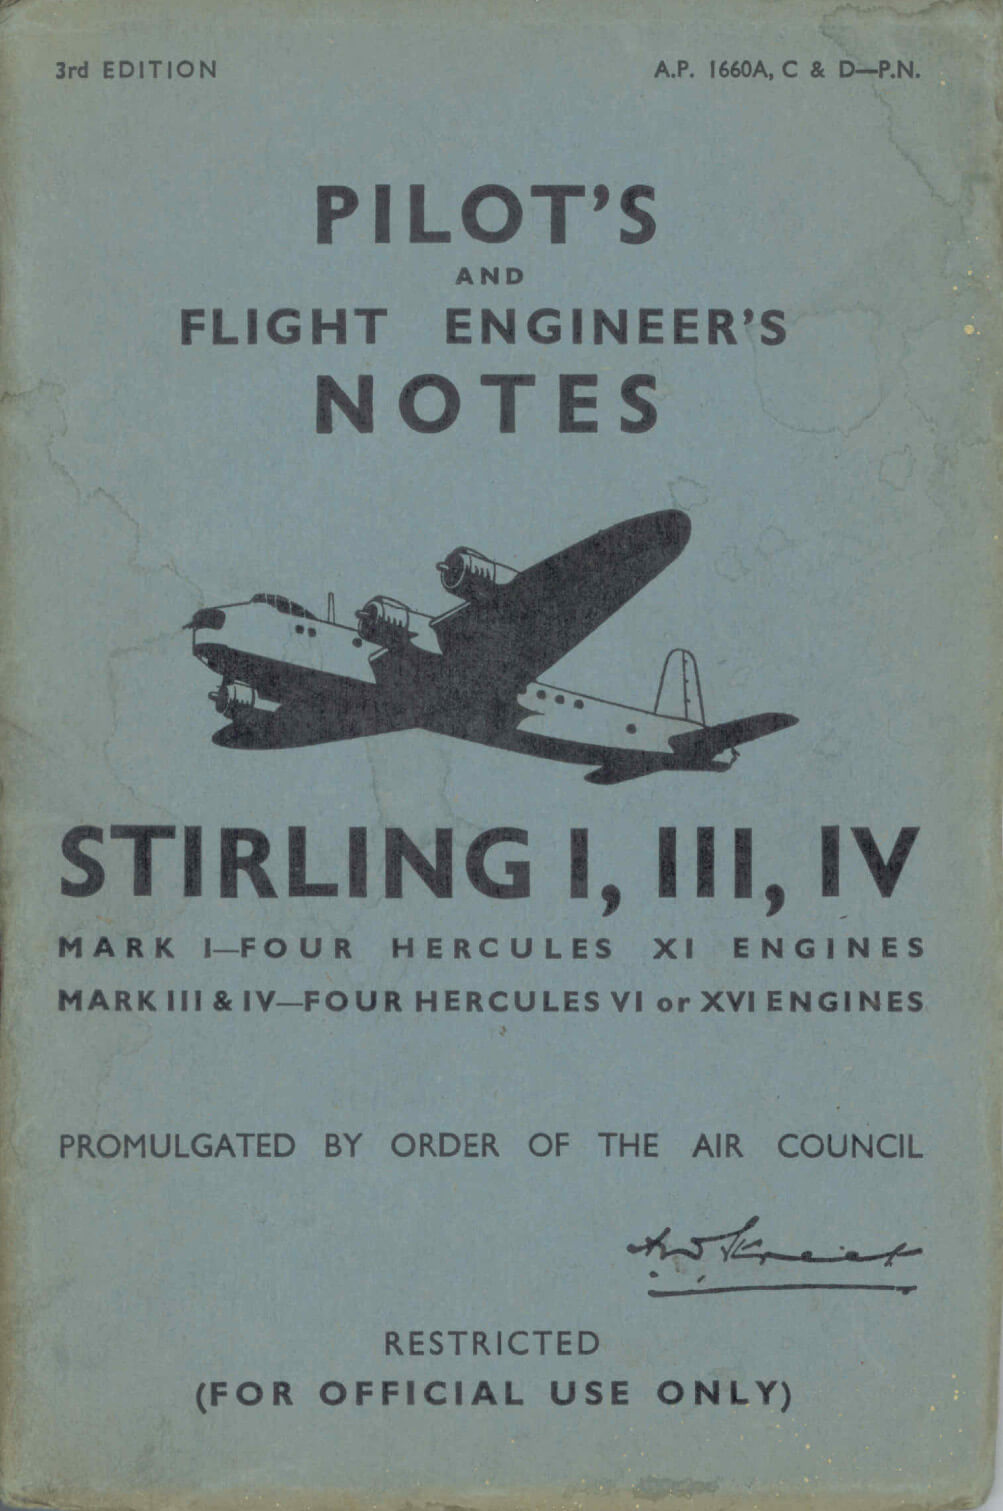 3rd EDITION
A.P. 1660A, C & D—P.N.
PILOT'S
AND
FLIGHT ENGINEER'S
NOTES
STIRLING I, III, IV
MARK I—FOUR HERCULES XI ENGINES
MARK III & IV—FOUR HERCULES VI or XVI ENGINES
PROMULGATED BY ORDER OF THE AIR COUNCIL
RESTRICTED
(FOR OFFICIAL USE ONLY)